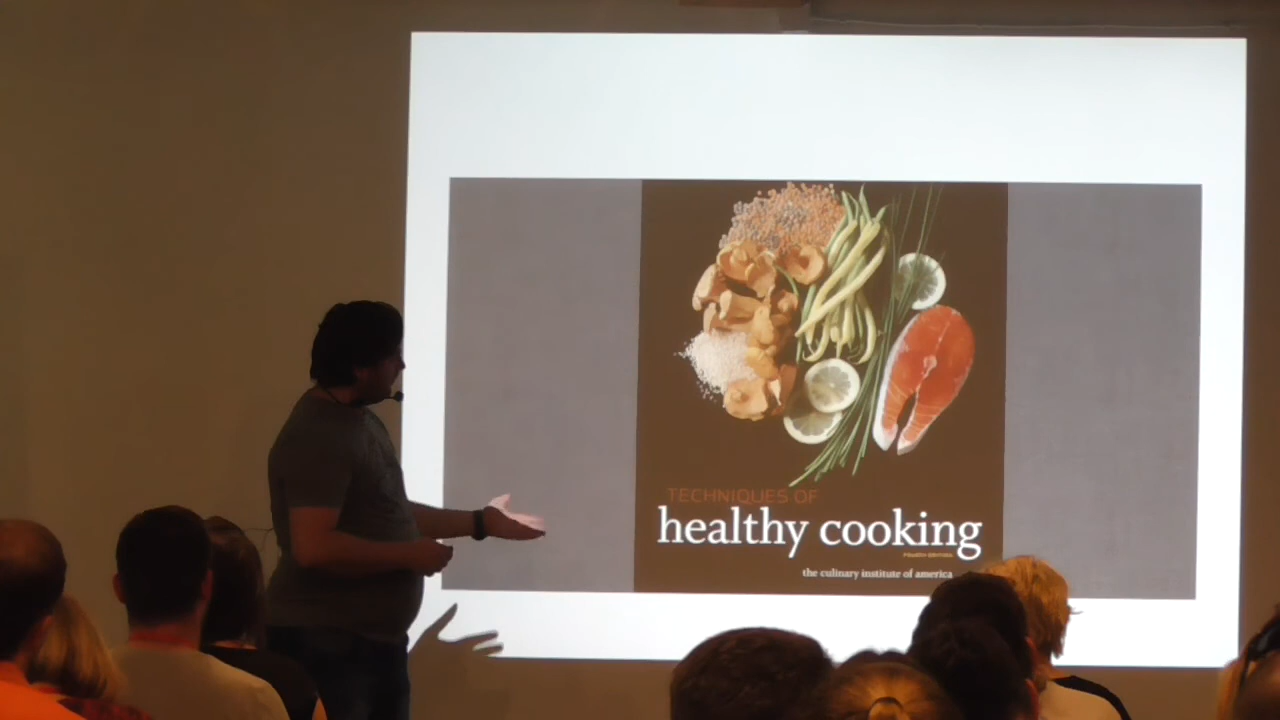 TECHNIQUES OF
healthy cooking
the culinary institute of america